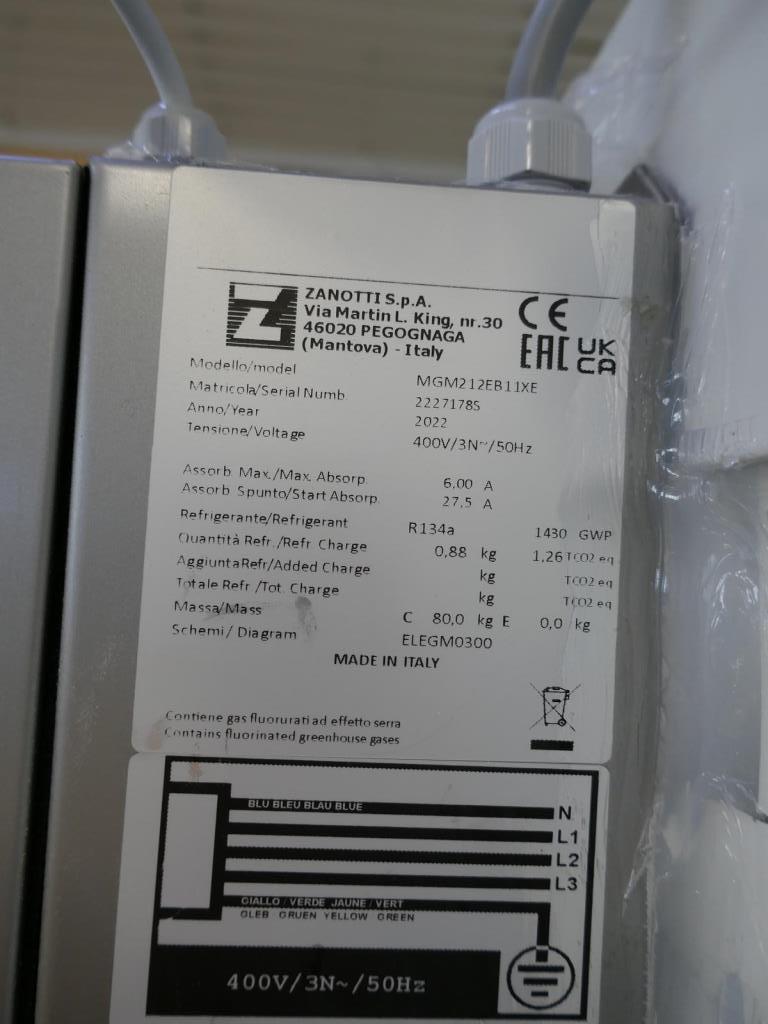 ZANOTTI S.p.A.
Via Martin L. King, nr.30
46020 PEGOGNAGA
(Mantova) - Italy
CE
EAC UK CA
Modello/model MGM212EB11XE
Matricola/Serial Numb. 2227178S
Anno/Year 2022
Tensione/Voltage 400V/3N~/50Hz
Assorb. Max./Max. Absorp. 6,00 A
Assorb. Spunto/Start Absorp. 27,5 A
Refrigerante/Refrigerant R134a 1430 GWP
Quantità Refr./Refr. Charge 0,88 kg 1,26 TCO2 eq
AggiuntaRefr/Added Charge kg TCO2 eq
Totale Refr./Tot. Charge kg TCO2 eq
Massa/Mass C 80,0 kg E 0,0 kg
Schemi/ Diagram ELEGM0300
MADE IN ITALY
Contiene gas fluorurati ad effetto serra
Contains fluorinated greenhouse gases
BLU BLEU BLAU BLUE N
L1
L2
L3
GIALLO / VERDE JAUNE / VERT
GLEB GRUEN YELLOW GREEN
400V/3N~/50Hz